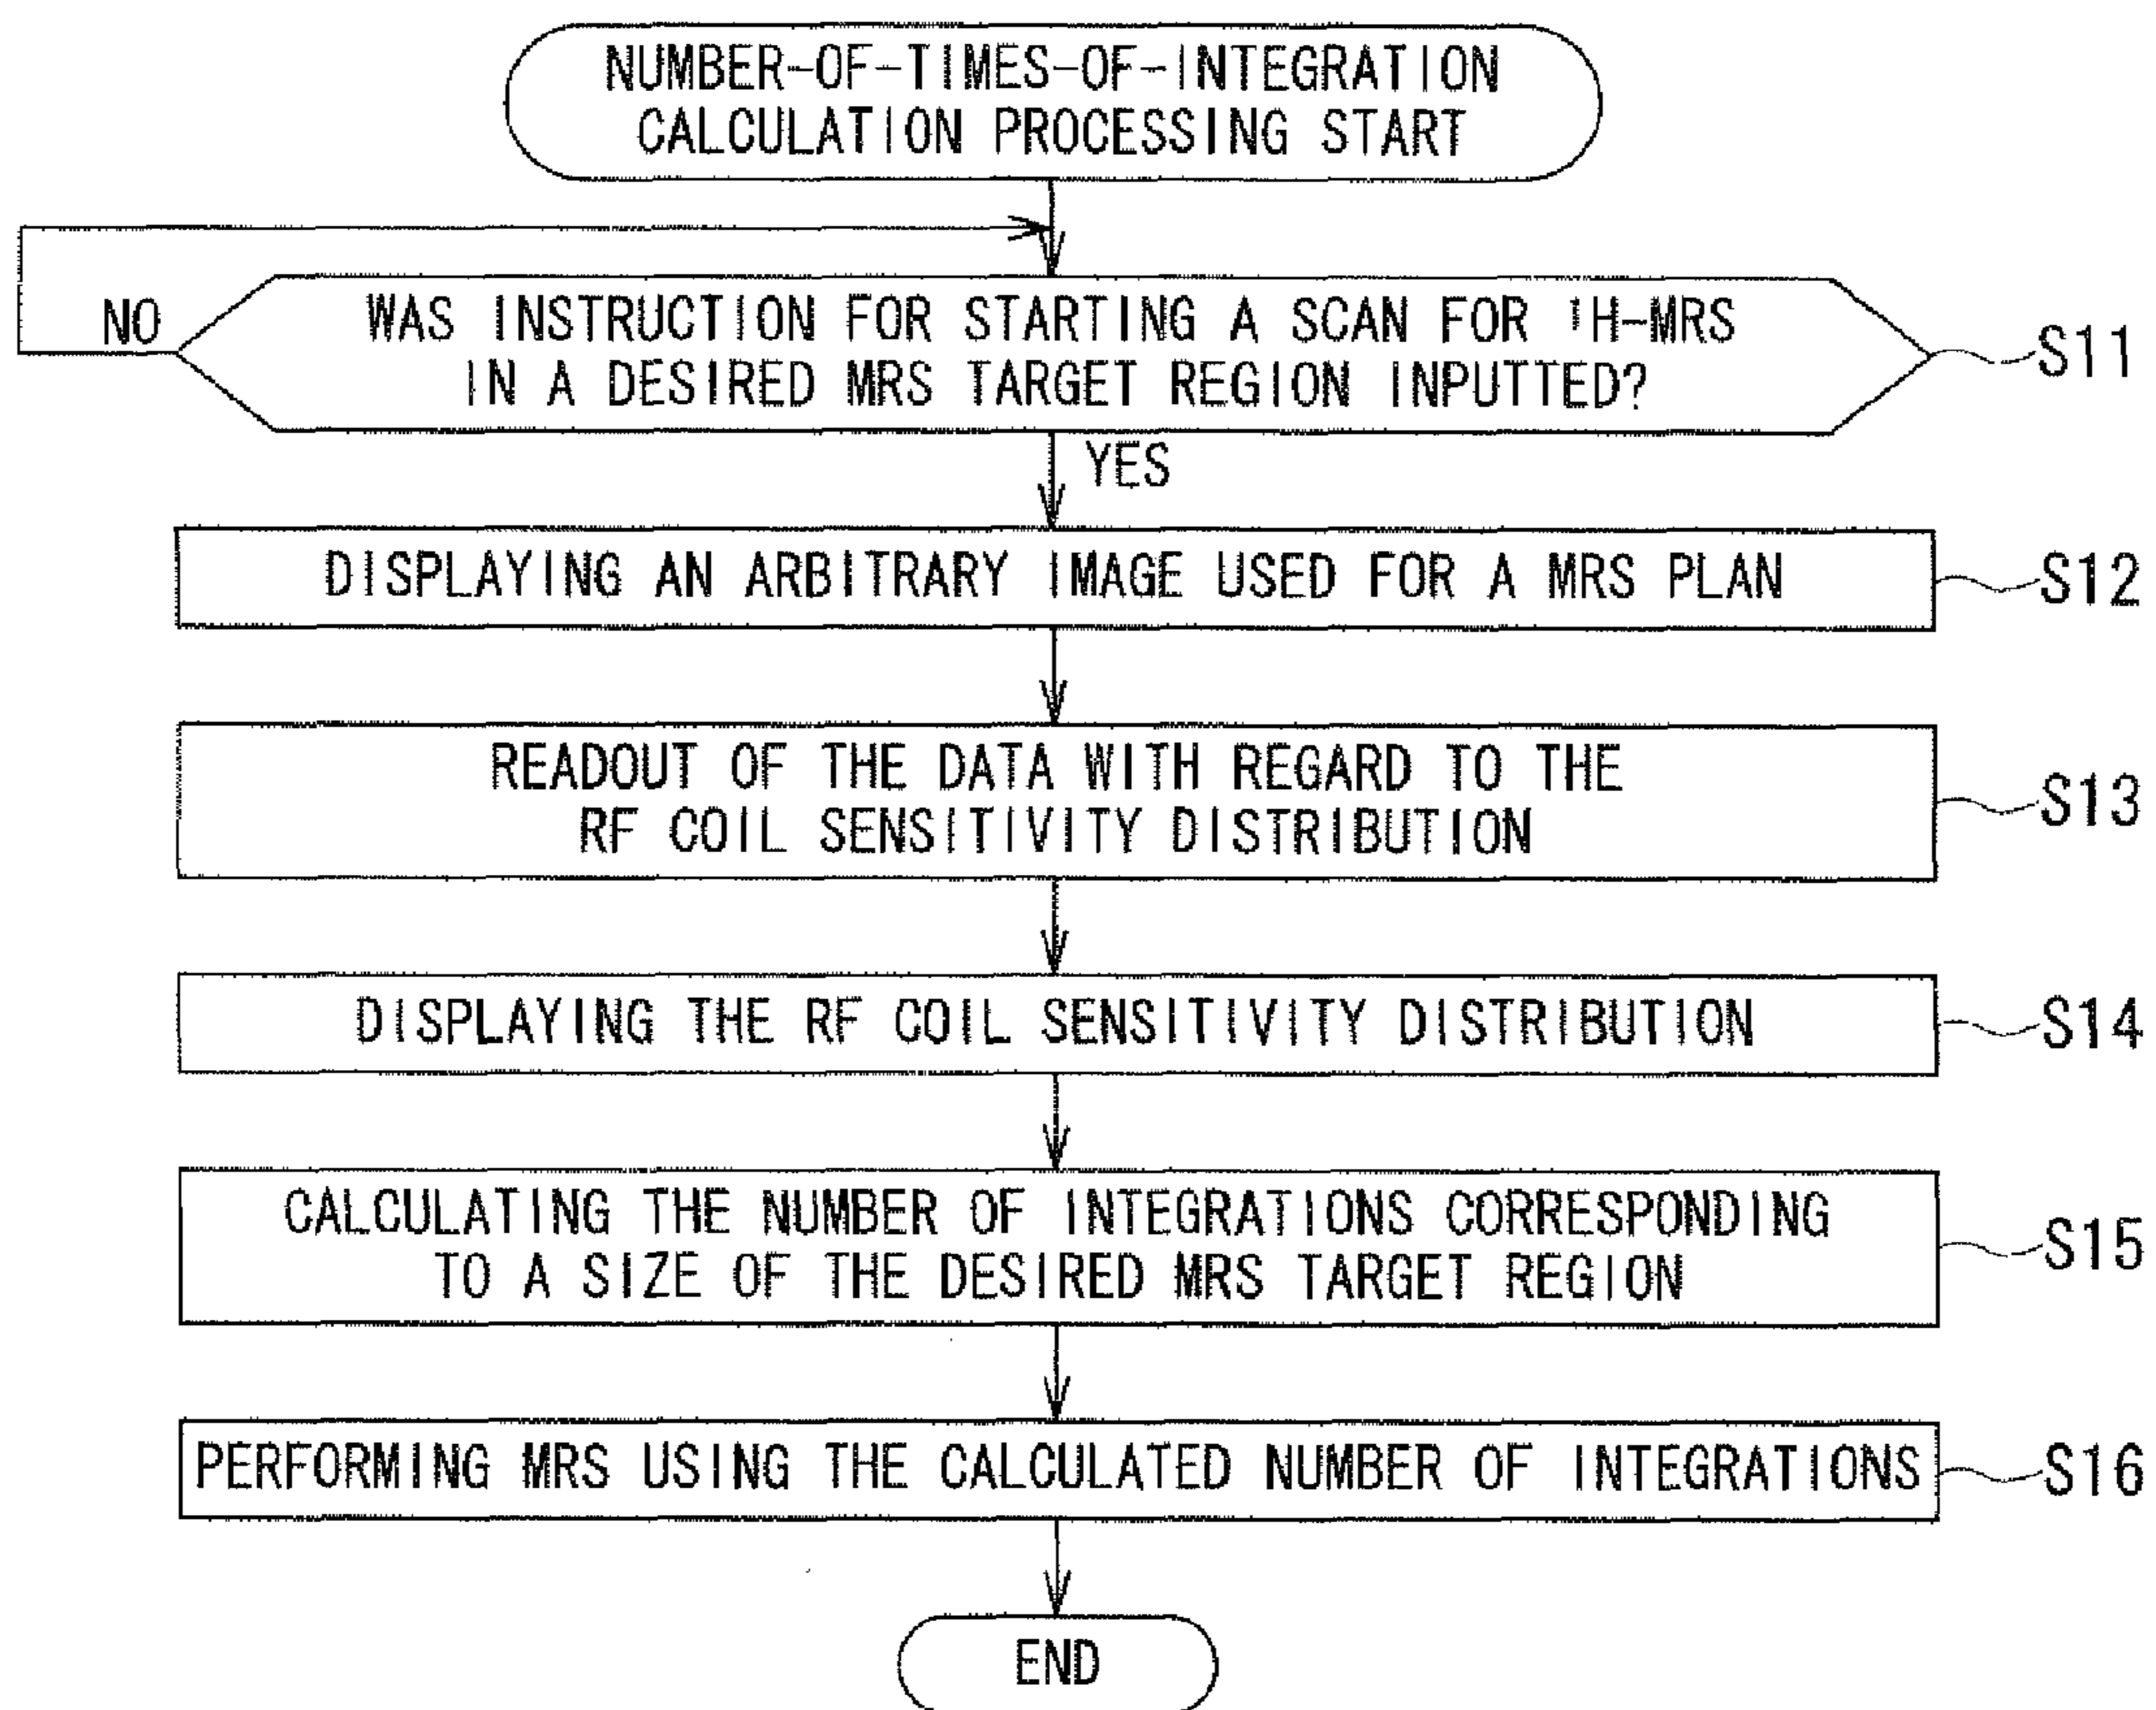 NUMBER-OF-TIMES-OF-INTEGRATION
CALCULATION PROCESSING START
NO
WAS INSTRUCTION FOR STARTING A SCAN FOR ¹H-MRS
IN A DESIRED MRS TARGET REGION INPUTTED?
S11
YES
DISPLAYING AN ARBITRARY IMAGE USED FOR A MRS PLAN
S12
READOUT OF THE DATA WITH REGARD TO THE
RF COIL SENSITIVITY DISTRIBUTION
S13
DISPLAYING THE RF COIL SENSITIVITY DISTRIBUTION
S14
CALCULATING THE NUMBER OF INTEGRATIONS CORRESPONDING
TO A SIZE OF THE DESIRED MRS TARGET REGION
S15
PERFORMING MRS USING THE CALCULATED NUMBER OF INTEGRATIONS
S16
END